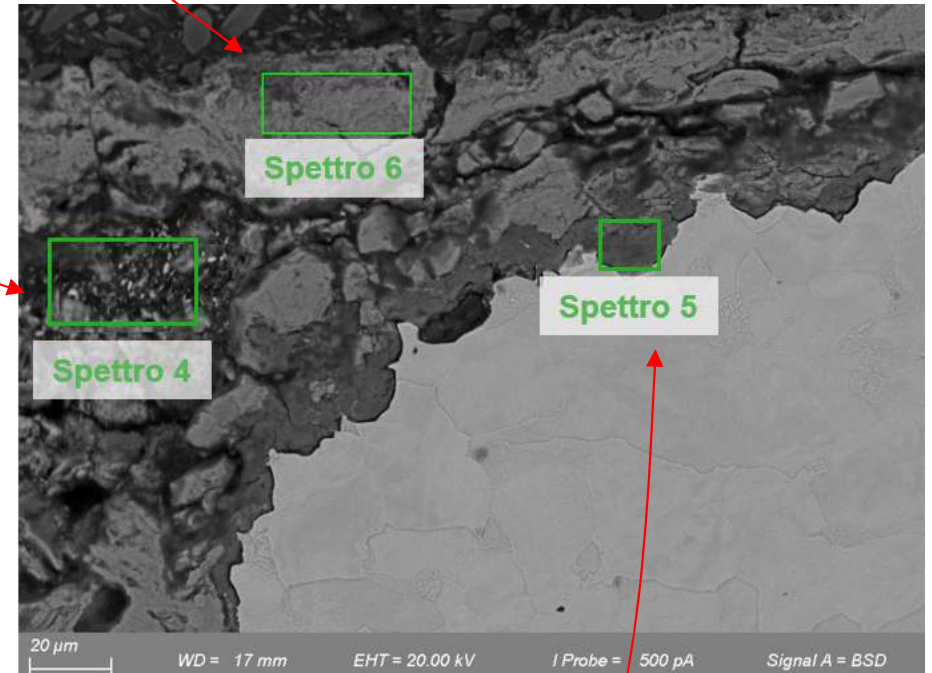 Spettro 6
Spettro 5
Spettro 4
20 µm
WD = 17 mm EHT = 20.00 kV I Probe = 500 pA Signal A = BSD